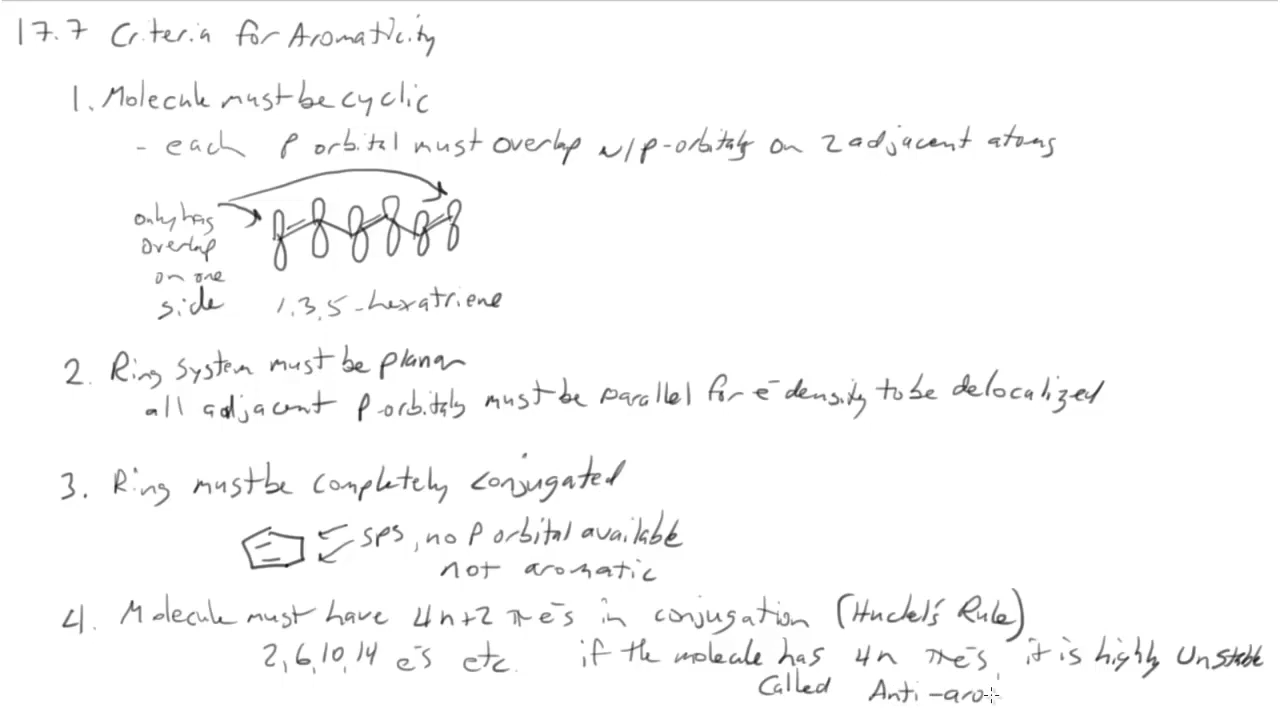 17.7 Criteria for Aromaticity
1. Molecule must be cyclic
- each p orbital must overlap w/ p-orbitals on 2 adjacent atoms
only has
overlap
on one
side
1,3,5-hexatriene
2. Ring system must be planar
all adjacent p-orbitals must be parallel for e⁻ density to be delocalized
3. Ring must be completely conjugated
sp3, no p orbital available
not aromatic
4. Molecule must have 4n+2 π e⁻s in conjugation (Huckel's Rule)
2, 6, 10, 14 e⁻s etc. if the molecule has 4n π e⁻s, it is highly unstable
Called Anti-aro